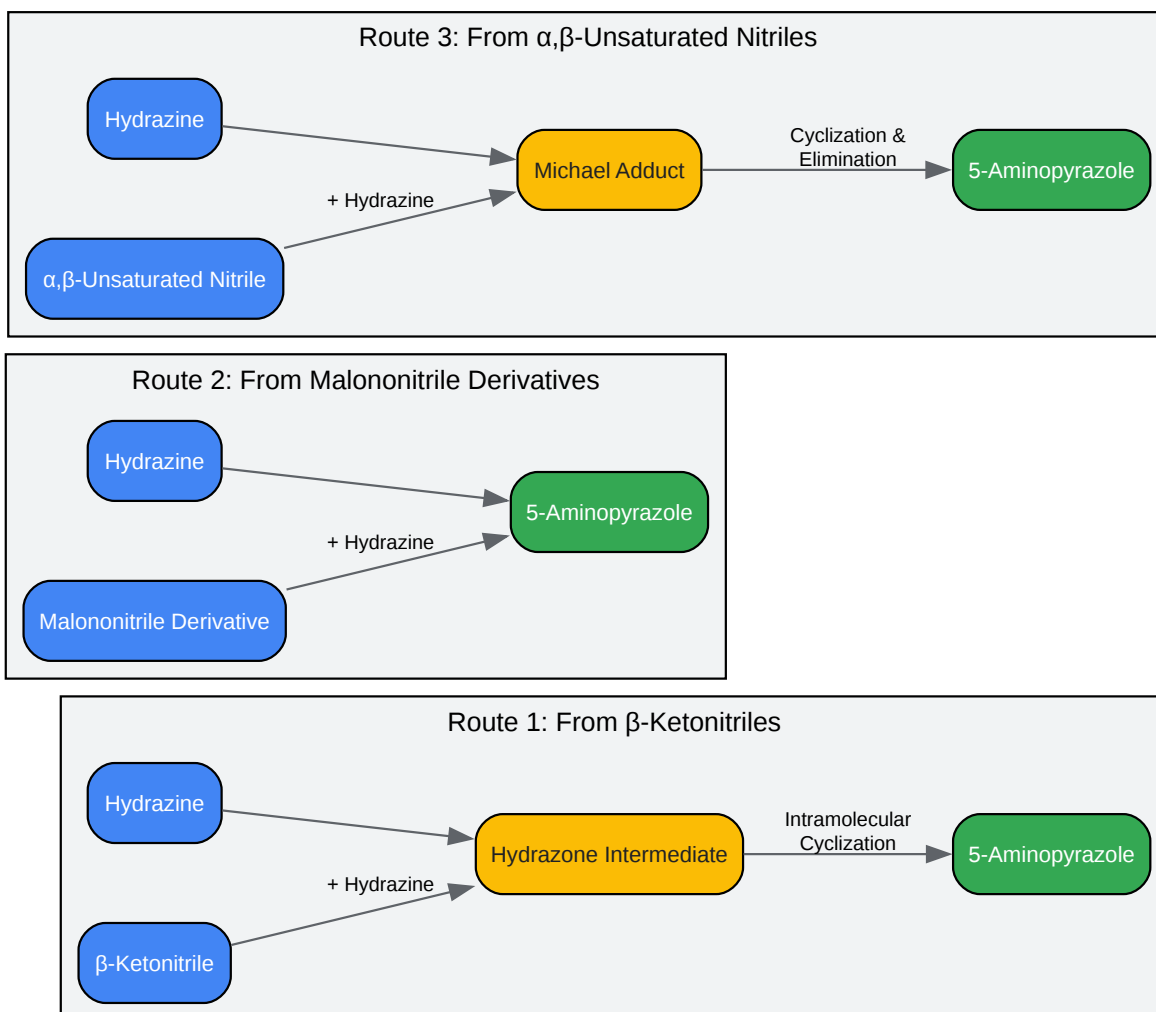 Route 3: From α,β-Unsaturated Nitriles
Hydrazine
+ Hydrazine
α,β-Unsaturated Nitrile
Michael Adduct
Cyclization &
Elimination
5-Aminopyrazole
Route 2: From Malononitrile Derivatives
Hydrazine
+ Hydrazine
Malononitrile Derivative
5-Aminopyrazole
Route 1: From β-Ketonitriles
Hydrazine
+ Hydrazine
β-Ketonitrile
Hydrazone Intermediate
Intramolecular
Cyclization
5-Aminopyrazole